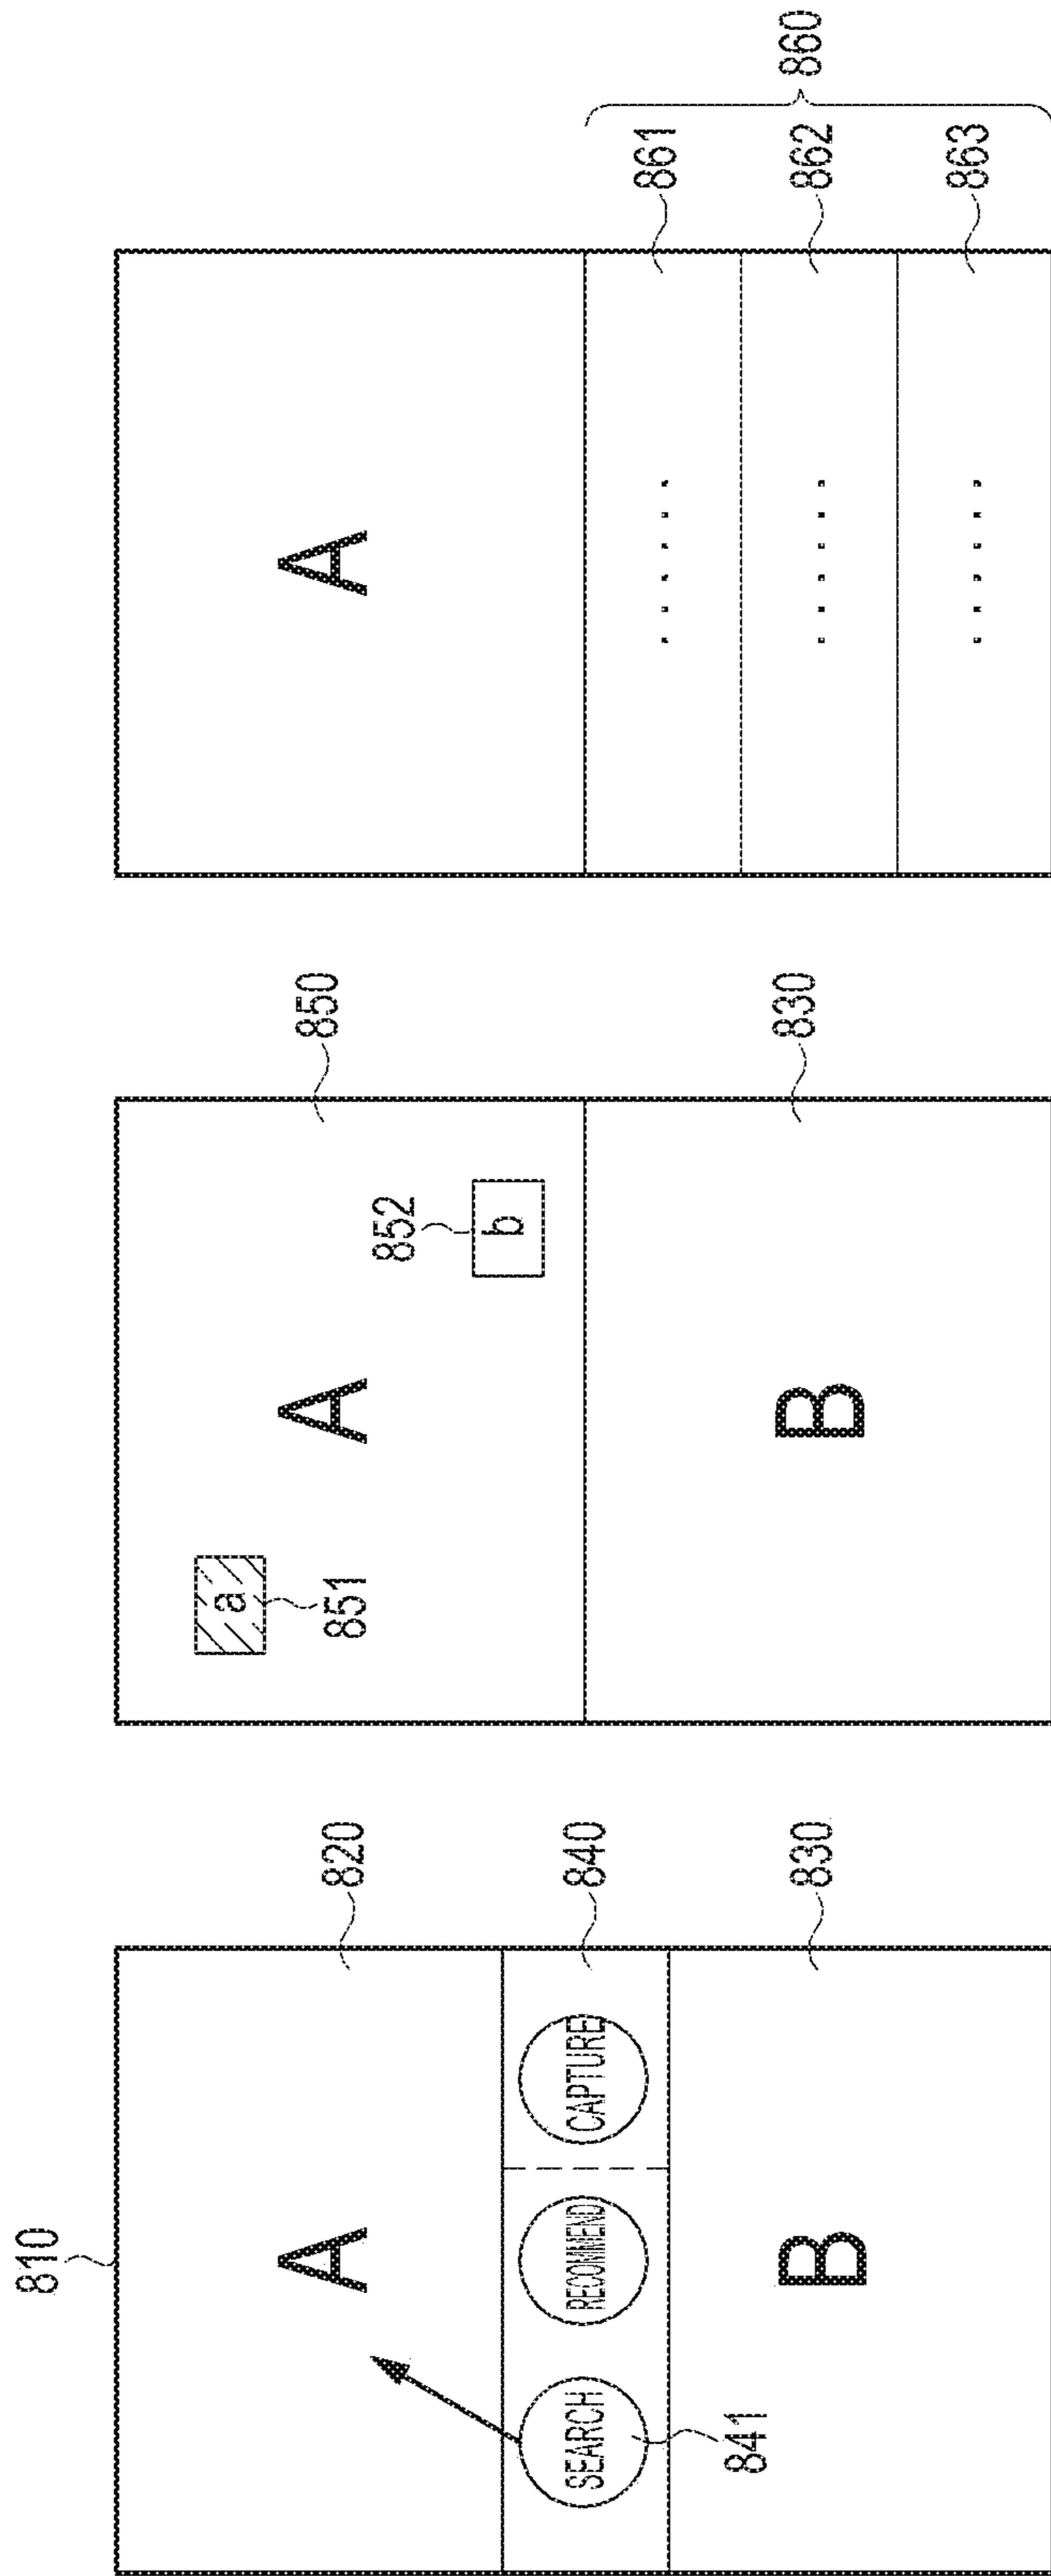 810
A
820
SEARCH RECOMMEND CAPTURE
840
841
B
830
850
a
851
A
852
b
B
830
A
......
861
......
862
......
863
860